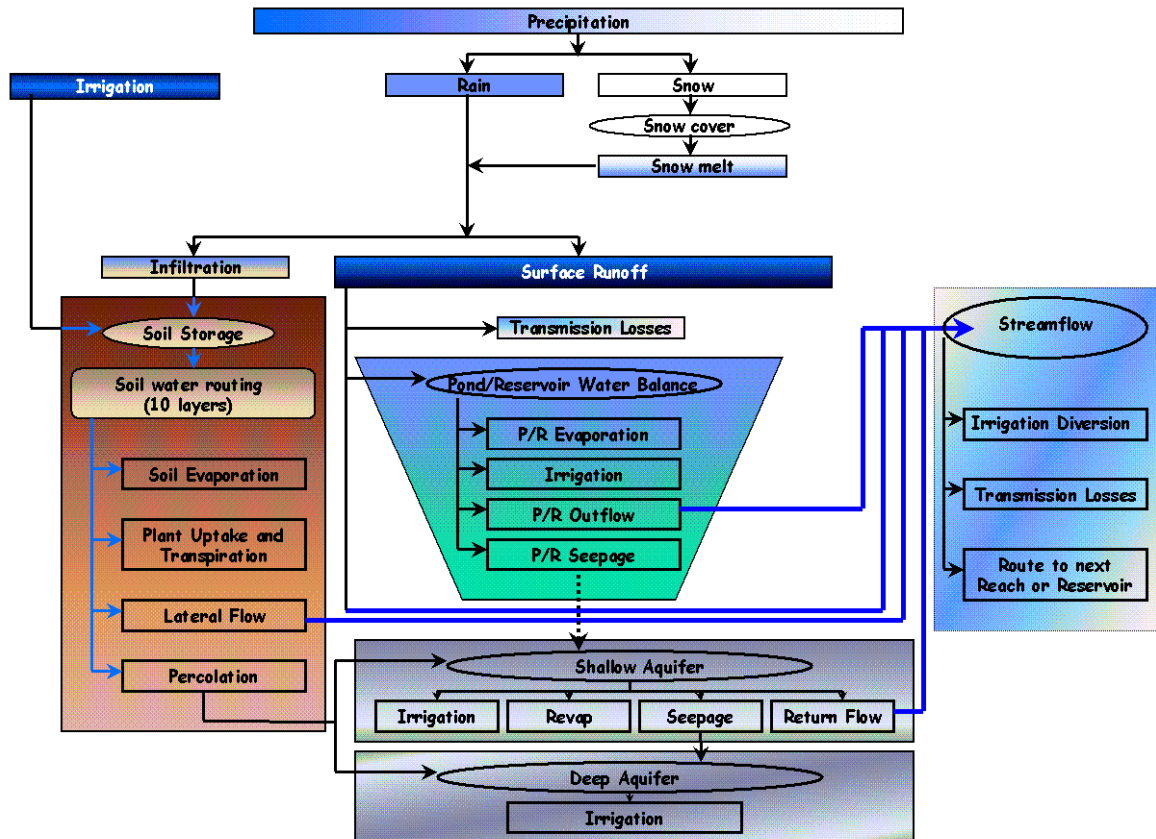 Precipitation
Irrigation
Rain
Snow
Snow cover
Snow melt
Infiltration
Surface Runoff
Soil Storage
Transmission Losses
Streamflow
Soil water routing
(10 layers)
Pond/Reservoir Water Balance
P/R Evaporation
Irrigation Diversion
Soil Evaporation
Irrigation
Transmission Losses
P/R Outflow
Plant Uptake and
Transpiration
P/R Seepage
Route to next
Reach or Reservoir
Lateral Flow
Percolation
Shallow Aquifer
Irrigation
Revap
Seepage
Return Flow
Deep Aquifer
Irrigation